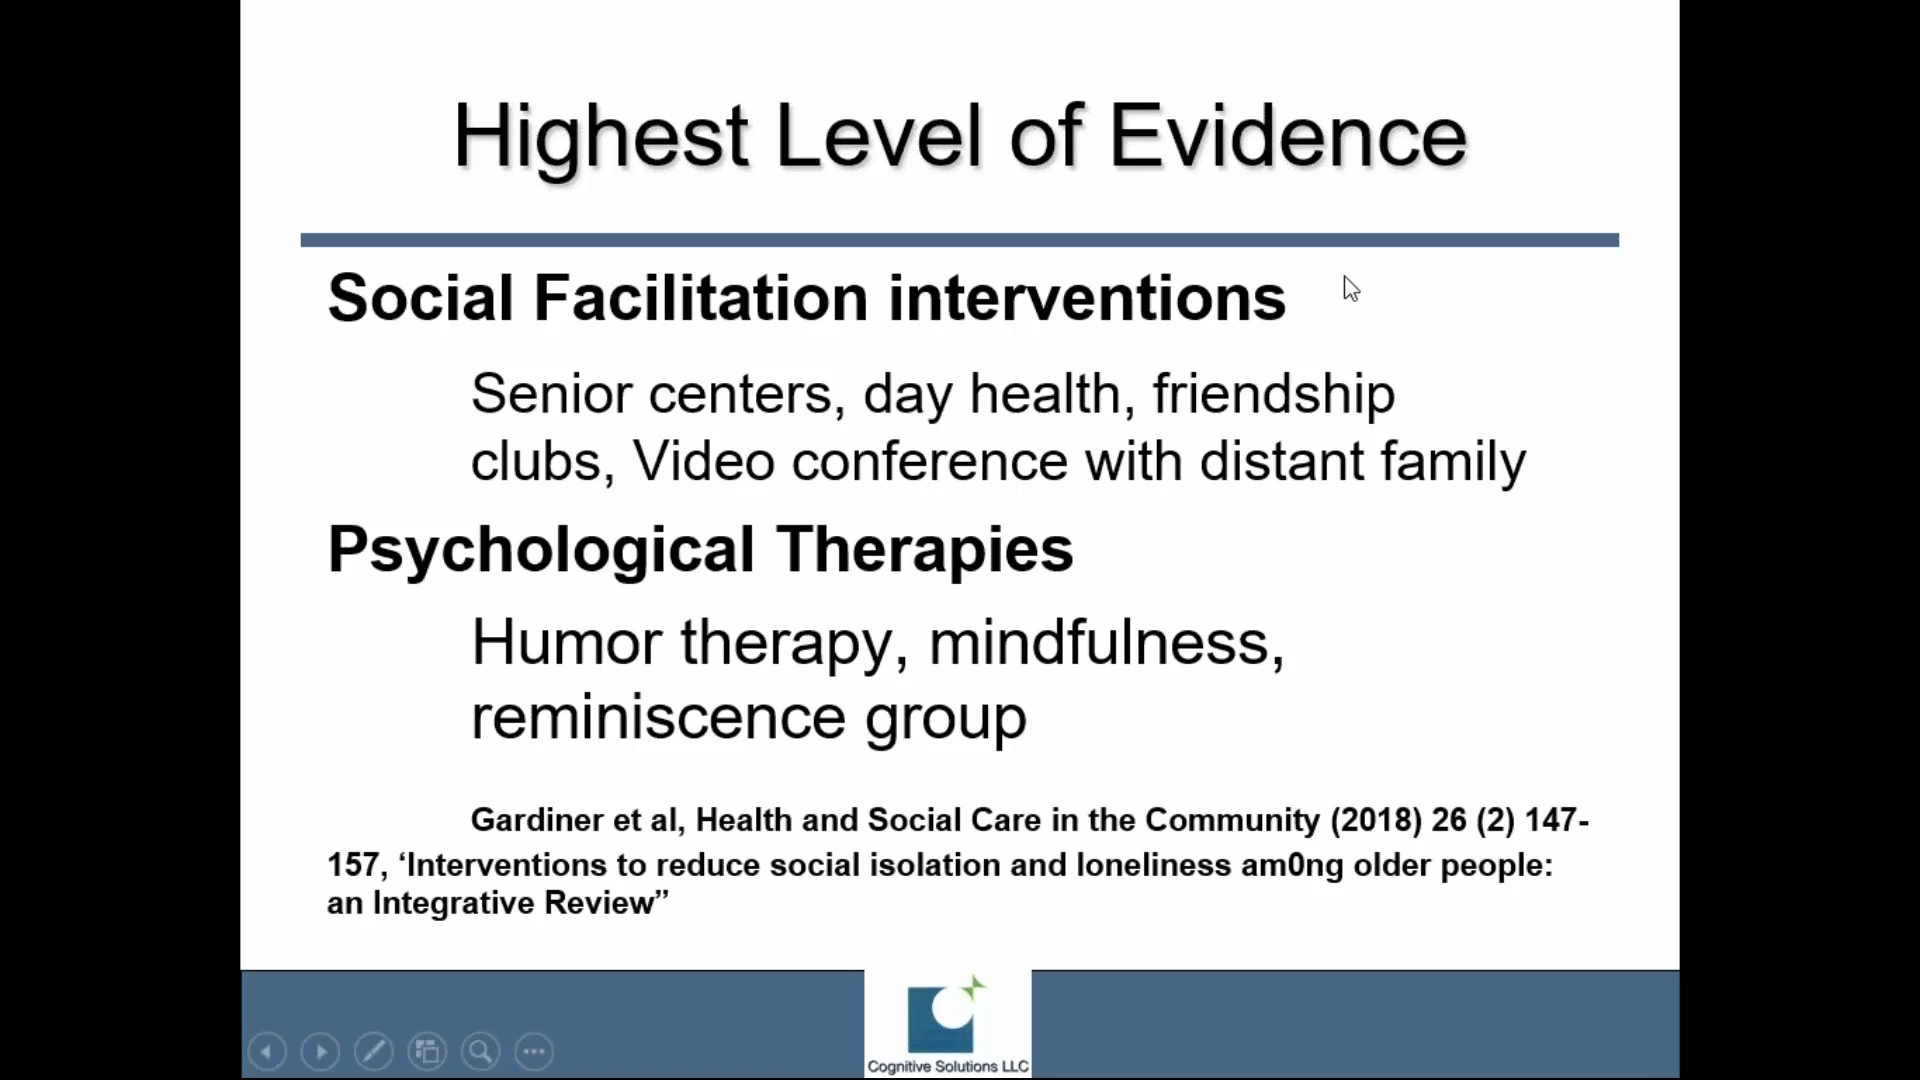 Highest Level of Evidence
Social Facilitation interventions
Senior centers, day health, friendship
clubs, Video conference with distant family
Psychological Therapies
Humor therapy, mindfulness,
reminiscence group
Gardiner et al, Health and Social Care in the Community (2018) 26 (2) 147-
157, ‘Interventions to reduce social isolation and loneliness am0ng older people:
an Integrative Review”
Cognitive Solutions LLC